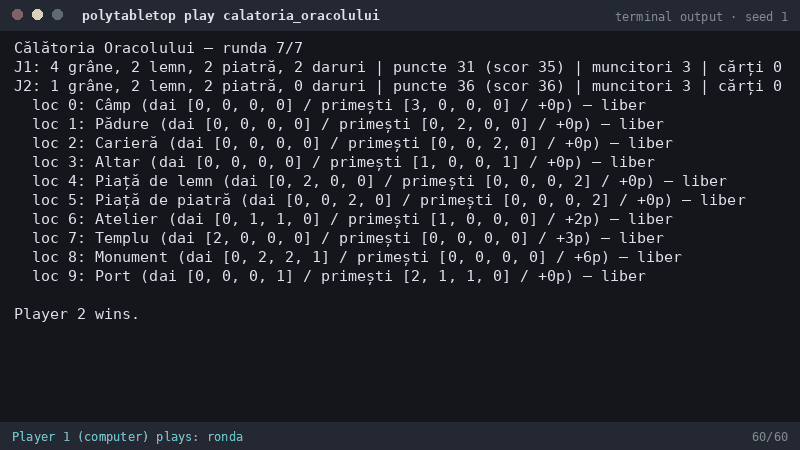 polytabletop play calatoria_oracolului
terminal output · seed 1
Călătoria Oracolului — runda 7/7
J1: 4 grâne, 2 lemn, 2 piatră, 2 daruri | puncte 31 (scor 35) | muncitori 3 | cărți 0
J2: 1 grâne, 2 lemn, 2 piatră, 0 daruri | puncte 36 (scor 36) | muncitori 3 | cărți 0
loc 0: Câmp (dai [0, 0, 0, 0] / primești [3, 0, 0, 0] / +0p) — liber
loc 1: Pădure (dai [0, 0, 0, 0] / primești [0, 2, 0, 0] / +0p) — liber
loc 2: Carieră (dai [0, 0, 0, 0] / primești [0, 0, 2, 0] / +0p) — liber
loc 3: Altar (dai [0, 0, 0, 0] / primești [1, 0, 0, 1] / +0p) — liber
loc 4: Piață de lemn (dai [0, 2, 0, 0] / primești [0, 0, 0, 2] / +0p) — liber
loc 5: Piață de piatră (dai [0, 0, 2, 0] / primești [0, 0, 0, 2] / +0p) — liber
loc 6: Atelier (dai [0, 1, 1, 0] / primești [1, 0, 0, 0] / +2p) — liber
loc 7: Templu (dai [2, 0, 0, 0] / primești [0, 0, 0, 0] / +3p) — liber
loc 8: Monument (dai [0, 2, 2, 1] / primești [0, 0, 0, 0] / +6p) — liber
loc 9: Port (dai [0, 0, 0, 1] / primești [2, 1, 1, 0] / +0p) — liber
Player 2 wins.
Player 1 (computer) plays: ronda
60/60